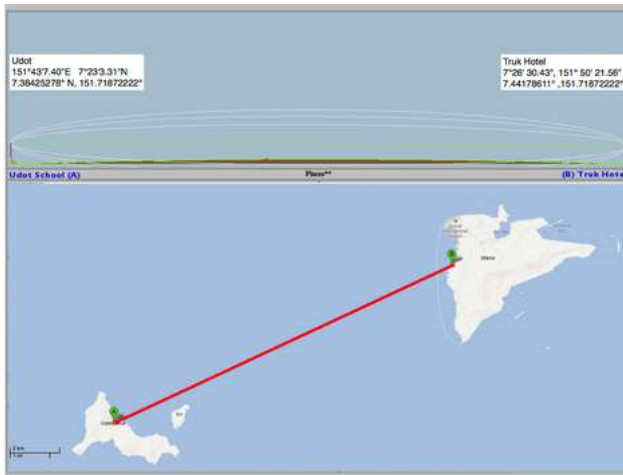 Udot
151°43'7.40"E 7°23'3.31"N
7.38425278° N, 151.71872222°
Truk Hotel
7°26' 30.43", 151° 50' 21.56"
7.44178611° ,151.71872222°
Udot School (A)
(B) Truk Hote